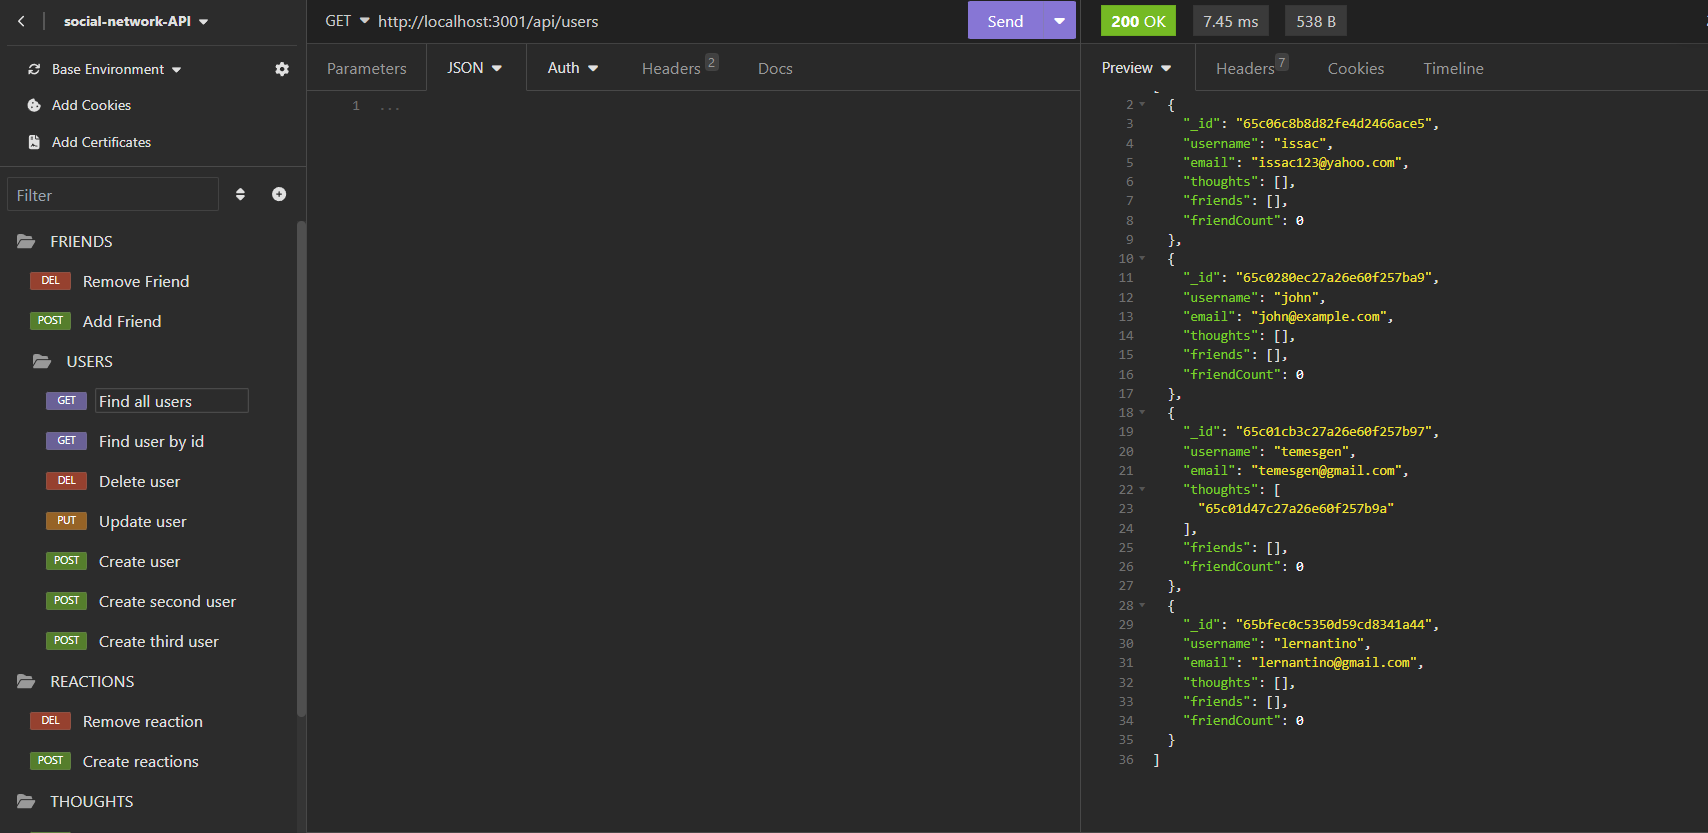 social-network-API
Base Environment
Add Cookies
Add Certificates
Filter
FRIENDS
DEL Remove Friend
POST Add Friend
USERS
GET Find all users
GET Find user by id
DEL Delete user
PUT Update user
POST Create user
POST Create second user
POST Create third user
REACTIONS
DEL Remove reaction
POST Create reactions
THOUGHTS
GET http://localhost:3001/api/users Send
Parameters JSON Auth Headers 2 Docs
1 ...
200 OK 7.45 ms 538 B
Preview Headers 7 Cookies Timeline
2 {
3 "_id": "65c06c8b8d82fe4d2466ace5",
4 "username": "issac",
5 "email": "issac123@yahoo.com",
6 "thoughts": [],
7 "friends": [],
8 "friendCount": 0
9 },
10 {
11 "_id": "65c0280ec27a26e60f257ba9",
12 "username": "john",
13 "email": "john@example.com",
14 "thoughts": [],
15 "friends": [],
16 "friendCount": 0
17 },
18 {
19 "_id": "65c01cb3c27a26e60f257b97",
20 "username": "temesgen",
21 "email": "temesgen@gmail.com",
22 "thoughts": [
23 "65c01d47c27a26e60f257b9a"
24 ],
25 "friends": [],
26 "friendCount": 0
27 },
28 {
29 "_id": "65bfec0c5350d59cd8341a44",
30 "username": "lernantino",
31 "email": "lernantino@gmail.com",
32 "thoughts": [],
33 "friends": [],
34 "friendCount": 0
35 }
36 ]